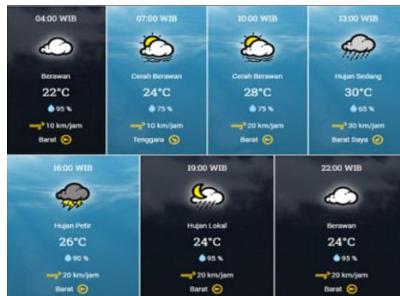 04:00 WIB
Berawan
22°C
95 %
10 km/jam
Barat
07:00 WIB
Cerah Berawan
24°C
75 %
10 km/jam
Tenggara
10:00 WIB
Cerah Berawan
28°C
75 %
20 km/jam
Barat
13:00 WIB
Hujan Sedang
30°C
65 %
30 km/jam
Barat Daya
16:00 WIB
Hujan Petir
26°C
90 %
20 km/jam
Barat
19:00 WIB
Hujan Lokal
24°C
95 %
20 km/jam
Barat
22:00 WIB
Berawan
24°C
95 %
20 km/jam
Barat